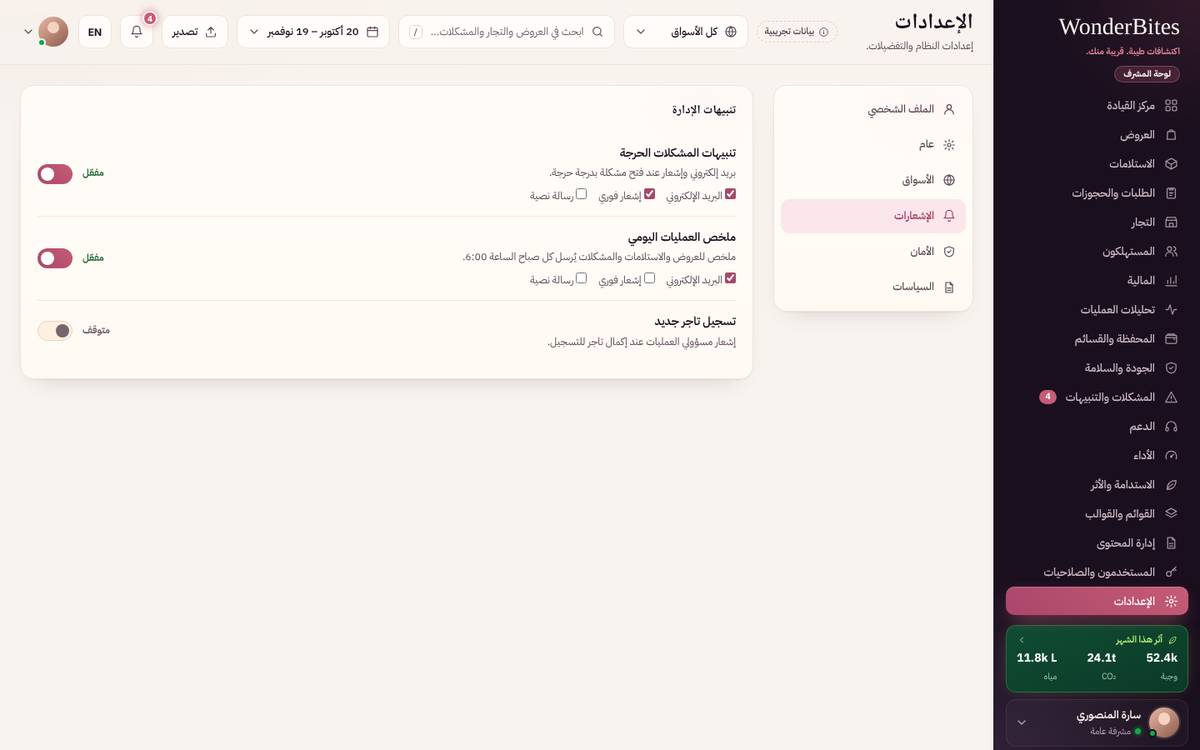 WonderBites
اكتشافات طيبة. قريبة منك.
لوحة المشرف
مركز القيادة
العروض
الاستلامات
الطلبات والحجوزات
التجار
المستهلكون
المالية
تحليلات العمليات
المحفظة والقسائم
الجودة والسلامة
المشكلات والتنبيهات 4
الدعم
الأداء
الاستدامة والأثر
القوائم والقوالب
إدارة المحتوى
المستخدمون والصلاحيات
الإعدادات
أثر هذا الشهر
52.4k 24.1t 11.8k L
وجبة CO₂ مياه
سارة المنصوري
مشرفة عامة
الإعدادات
إعدادات النظام والتفضيلات.
بيانات تجريبية
كل الأسواق
ابحث في العروض والتجار والمشكلات... /
20 أكتوبر – 19 نوفمبر
تصدير
4
EN
الملف الشخصي
عام
الأسواق
الإشعارات
الأمان
السياسات
تنبيهات الإدارة
تنبيهات المشكلات الحرجة
بريد إلكتروني وإشعار عند فتح مشكلة بدرجة حرجة.
البريد الإلكتروني إشعار فوري رسالة نصية
مفعّل
ملخص العمليات اليومي
ملخص للعروض والاستلامات والمشكلات يُرسل كل صباح الساعة 6:00.
البريد الإلكتروني إشعار فوري رسالة نصية
مفعّل
تسجيل تاجر جديد
إشعار مسؤولي العمليات عند إكمال تاجر للتسجيل.
متوقف